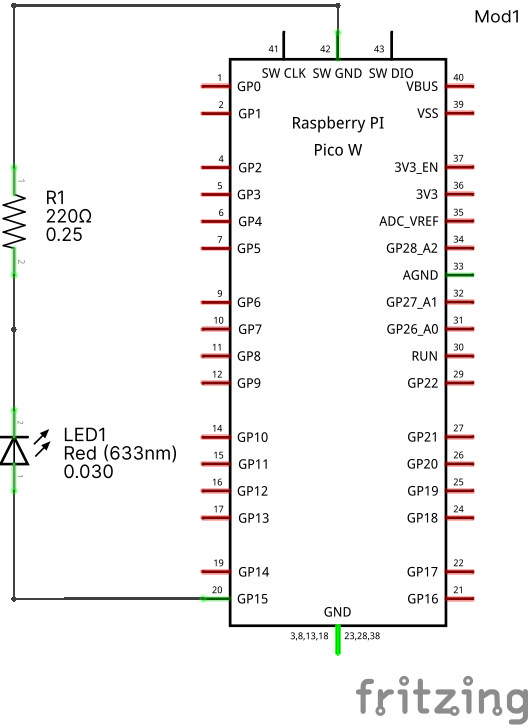 Mod1
41 42 43
SW CLK SW GND SW DIO
1 GP0 VBUS 40
2 GP1 VSS 39
Raspberry PI
Pico W
4 GP2 3V3_EN 37
1
R1
5 GP3 3V3 36
220Ω
6 GP4 ADC_VREF 35
0.25
7 GP5 GP28_A2 34
2
AGND 33
9 GP6 GP27_A1 32
10 GP7 GP26_A0 31
11 GP8 RUN 30
12 GP9 GP22 29
2
LED1
14 GP10 GP21 27
Red (633nm)
15 GP11 GP20 26
0.030
1
16 GP12 GP19 25
17 GP13 GP18 24
19 GP14 GP17 22
20 GP15 GP16 21
GND
3,8,13,18 23,28,38
fritzing